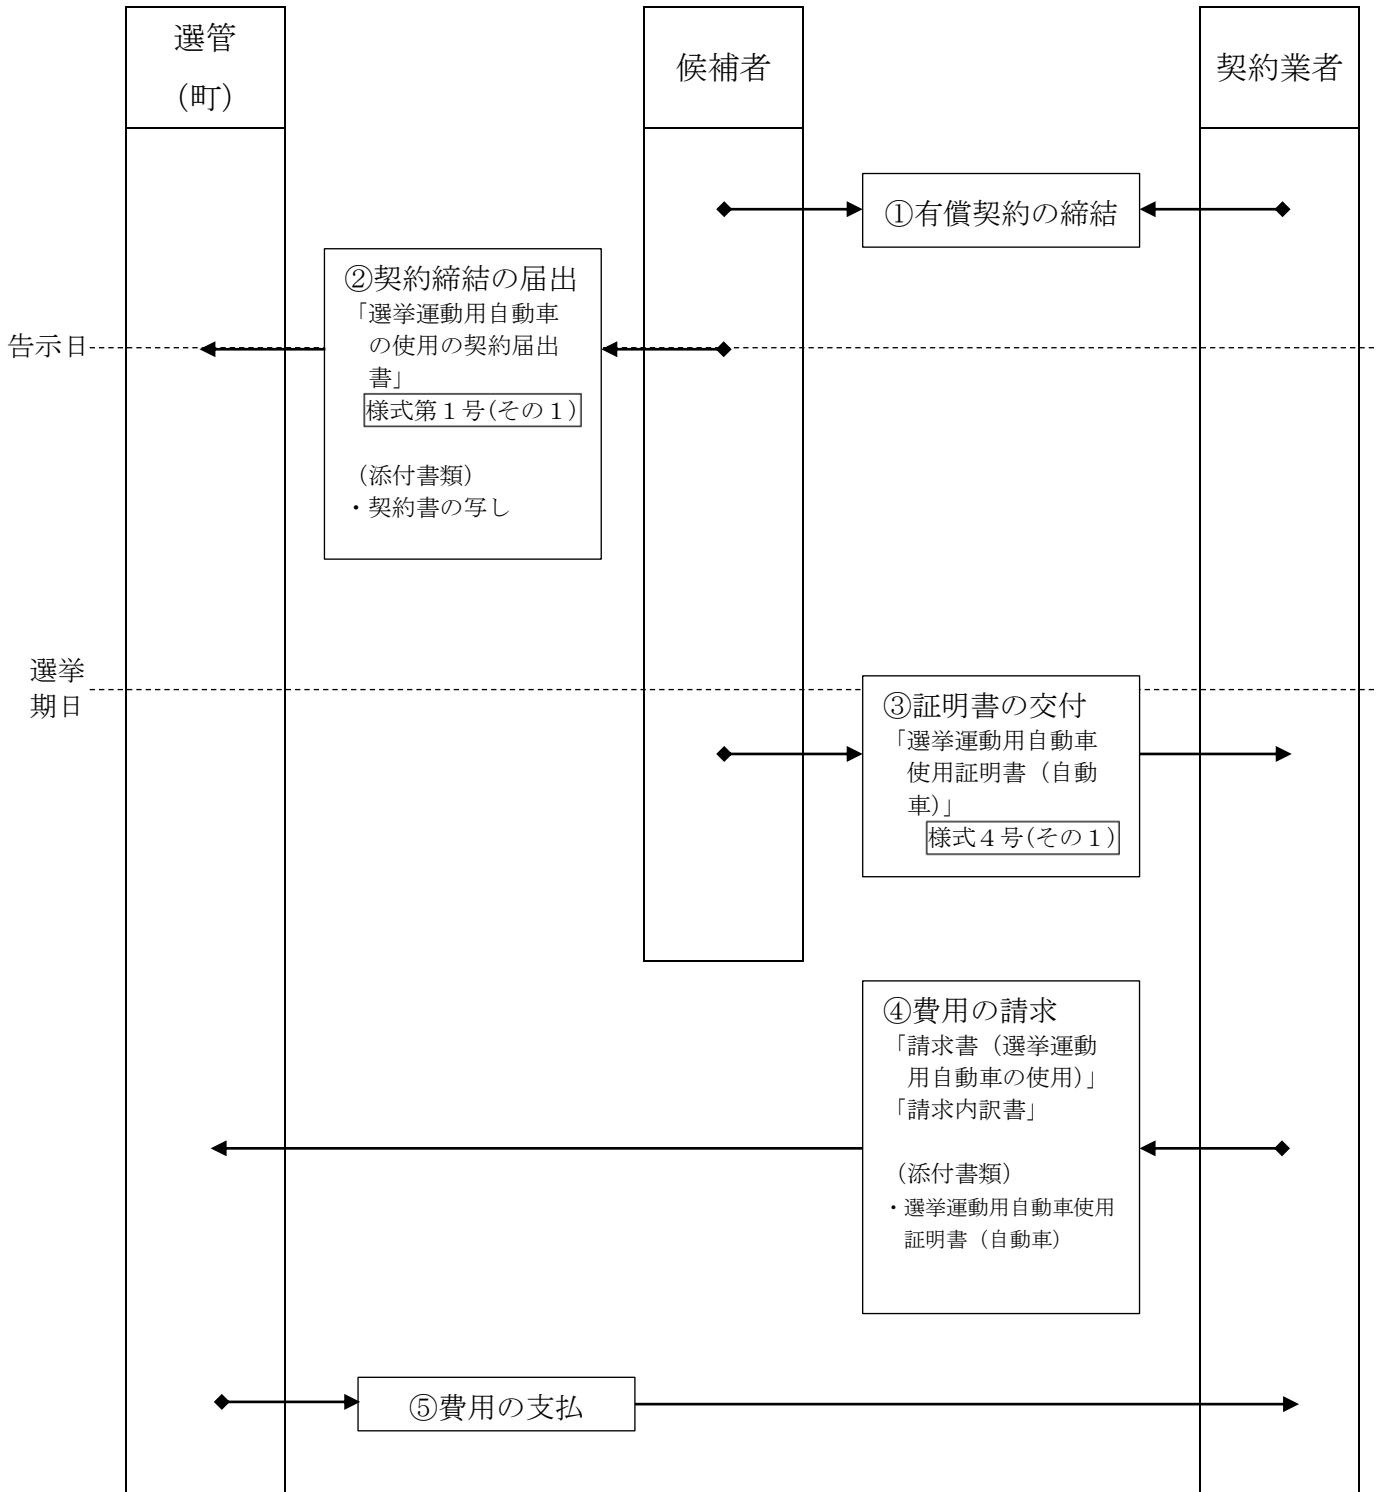 選管
(町)
候補者
契約業者
①有償契約の締結
②契約締結の届出
「選挙運動用自動車
の使用の契約届出
書」
様式第１号(その１)
（添付書類）
・契約書の写し
告示日
選挙
期日
③証明書の交付
「選挙運動用自動車
使用証明書（自動
車）」
様式４号(その１)
④費用の請求
「請求書（選挙運動
用自動車の使用）」
「請求内訳書」
（添付書類）
・選挙運動用自動車使用
証明書（自動車）
⑤費用の支払